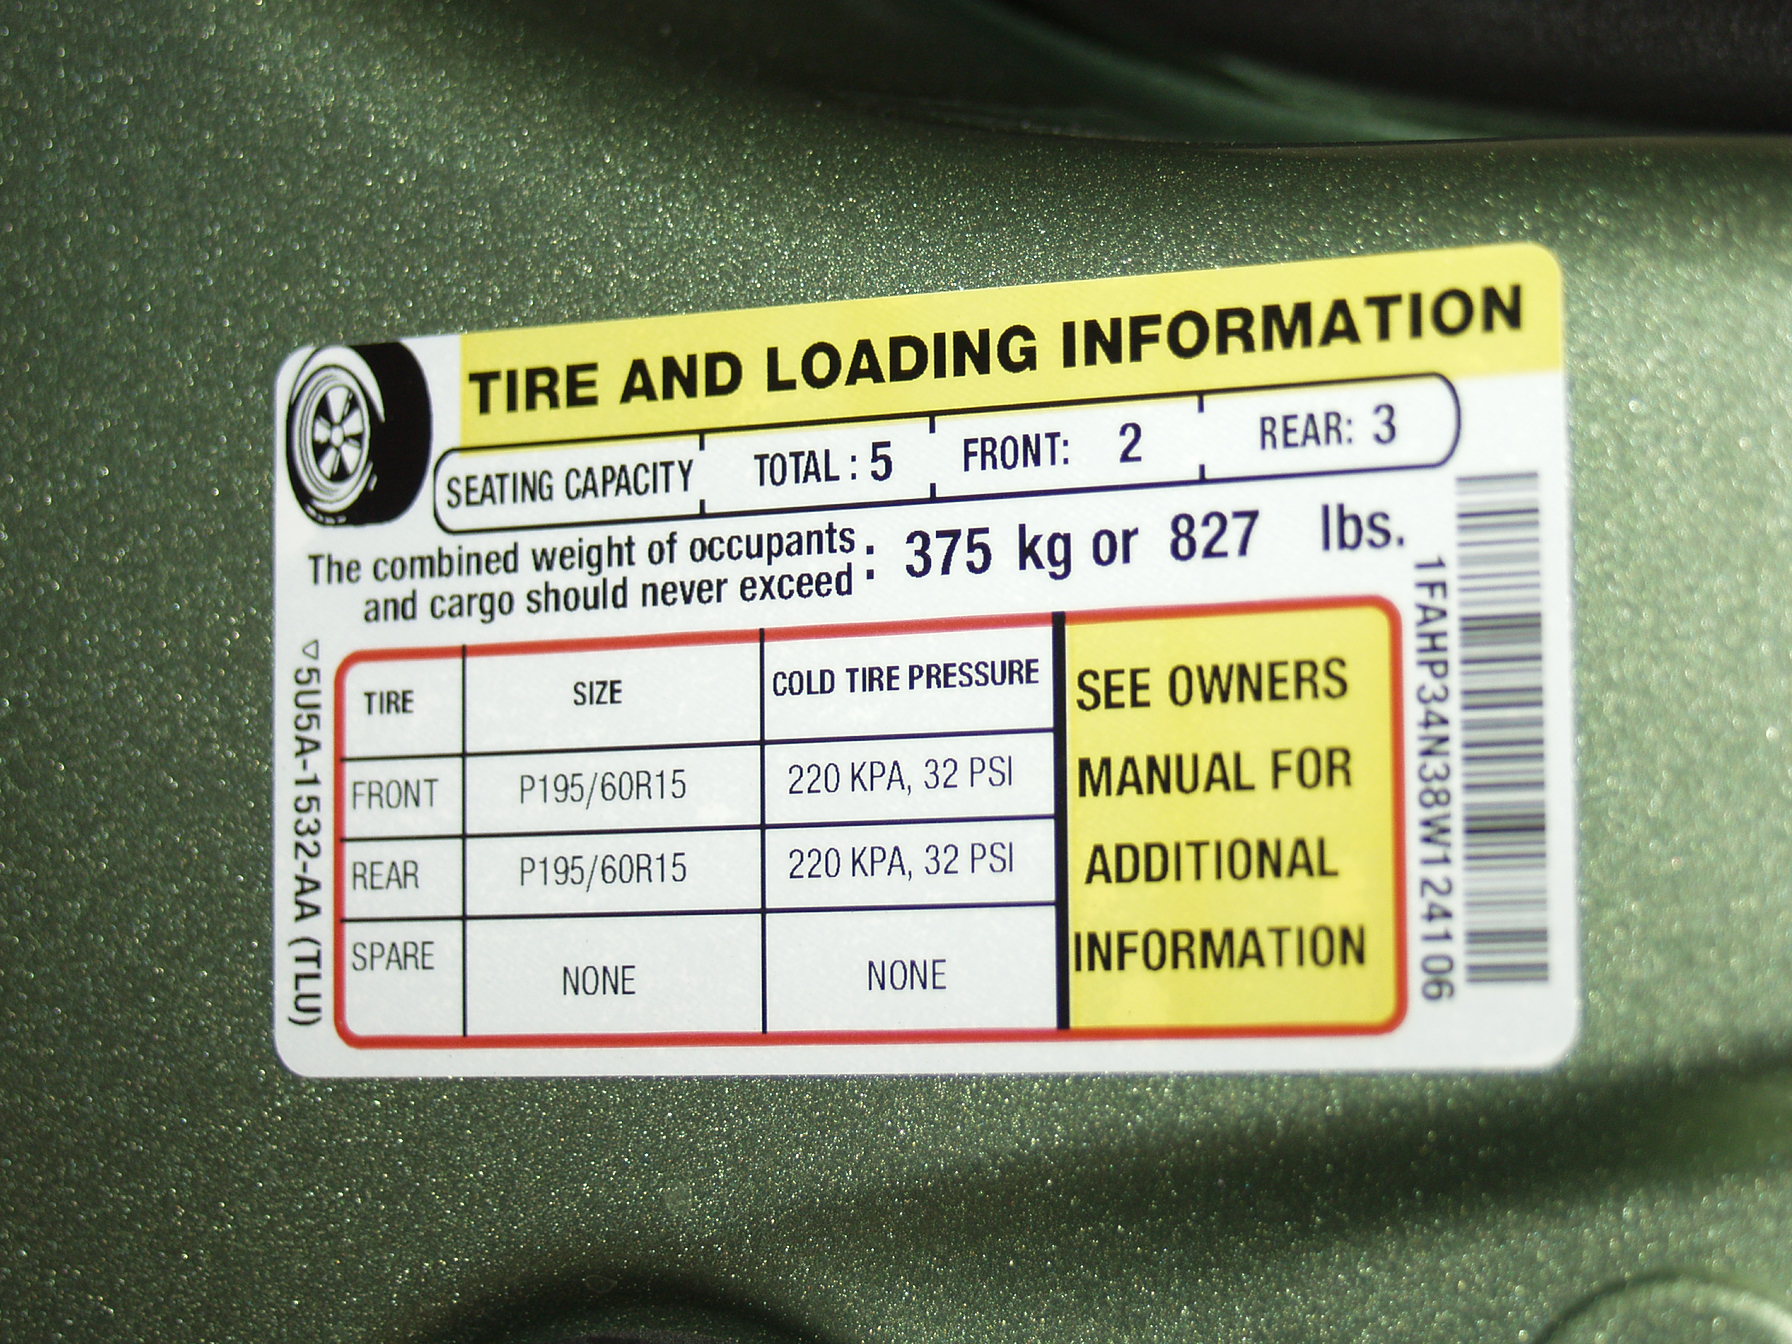 TIRE AND LOADING INFORMATION
SEATING CAPACITY TOTAL : 5 FRONT: 2 REAR: 3
The combined weight of occupants
and cargo should never exceed : 375 kg or 827 lbs.
TIRE SIZE COLD TIRE PRESSURE
FRONT P195/60R15 220 KPA, 32 PSI
REAR P195/60R15 220 KPA, 32 PSI
SPARE NONE NONE
SEE OWNERS
MANUAL FOR
ADDITIONAL
INFORMATION
5U5A-1532-AA (TLU)
1FAHP34N38W124106